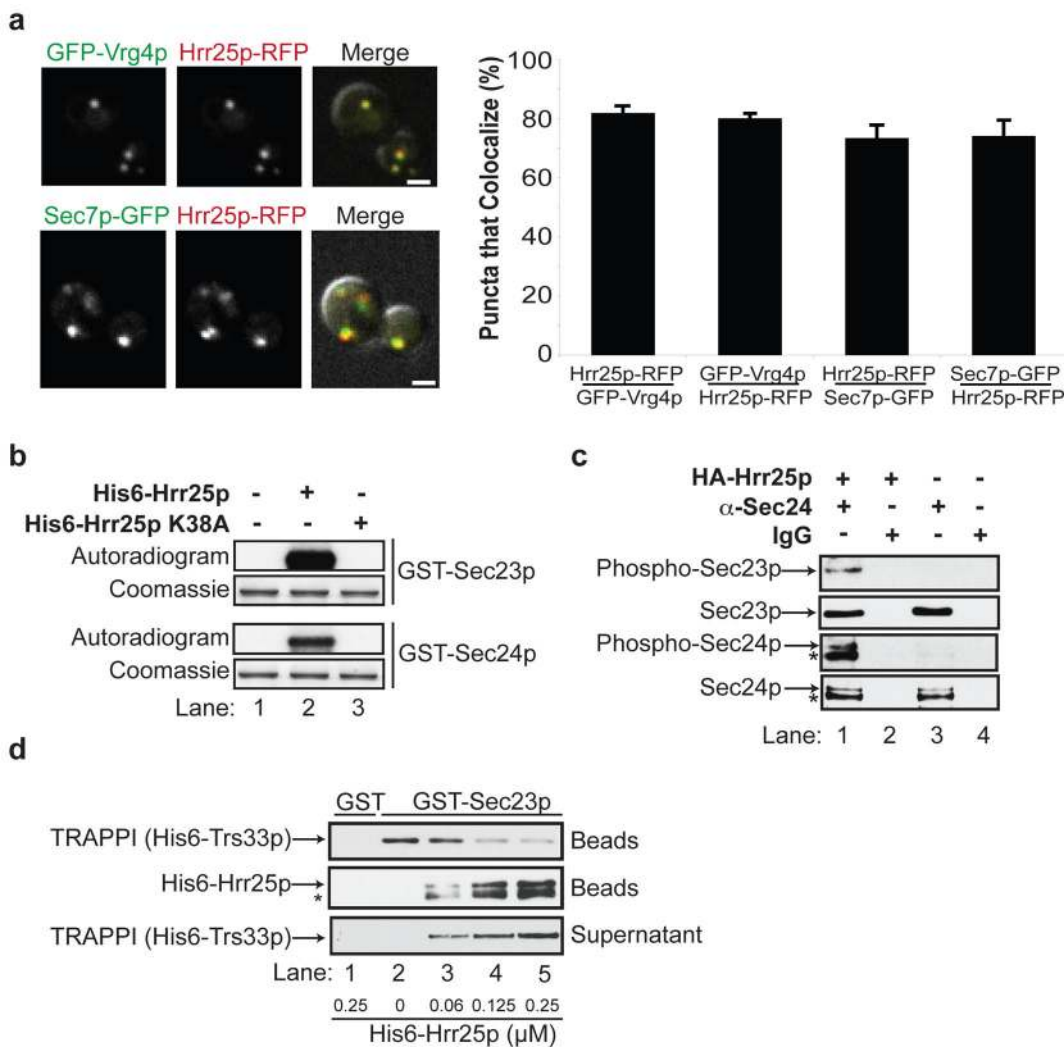 a
GFP-Vrg4p Hrr25p-RFP Merge
Sec7p-GFP Hrr25p-RFP Merge
Puncta that Colocalize (%)
100
80
60
40
20
0
Hrr25p-RFP GFP-Vrg4p Hrr25p-RFP Sec7p-GFP
GFP-Vrg4p Hrr25p-RFP Sec7p-GFP Hrr25p-RFP
b
His6-Hrr25p - + -
His6-Hrr25p K38A - - +
Autoradiogram
Coomassie
GST-Sec23p
Autoradiogram
Coomassie
GST-Sec24p
Lane: 1 2 3
c
HA-Hrr25p + + - -
α-Sec24 + - + -
IgG - + - +
Phospho-Sec23p
Sec23p
Phospho-Sec24p
*
Sec24p
*
Lane: 1 2 3 4
d
GST GST-Sec23p
TRAPPI (His6-Trs33p) Beads
His6-Hrr25p Beads
*
TRAPPI (His6-Trs33p) Supernatant
Lane: 1 2 3 4 5
0.25 0 0.06 0.125 0.25
His6-Hrr25p (µM)